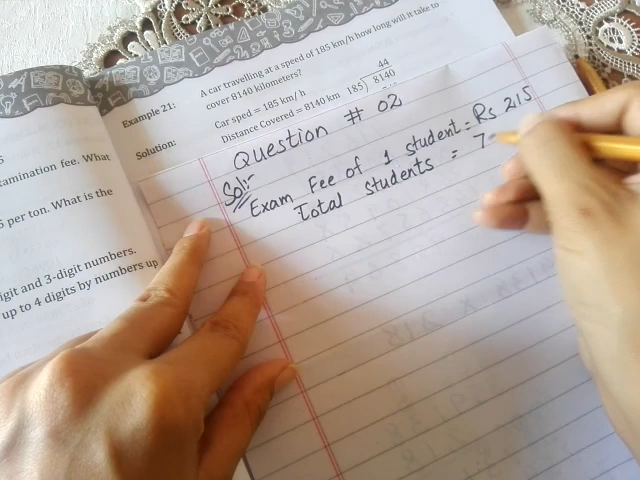 Example 21:
A car travelling at a speed of 185 km/h how long will it take to
cover 8140 kilometers?
Solution:
Car sped = 185 km/ h
Distance Covered = 8140 km
44
185) 8140
5
amination fee. What
5 per ton. What is the
igit and 3-digit numbers.
up to 4 digits by numbers up
Question # 02
Sol:-
Exam Fee of 1 student = Rs 215
Total students = 7